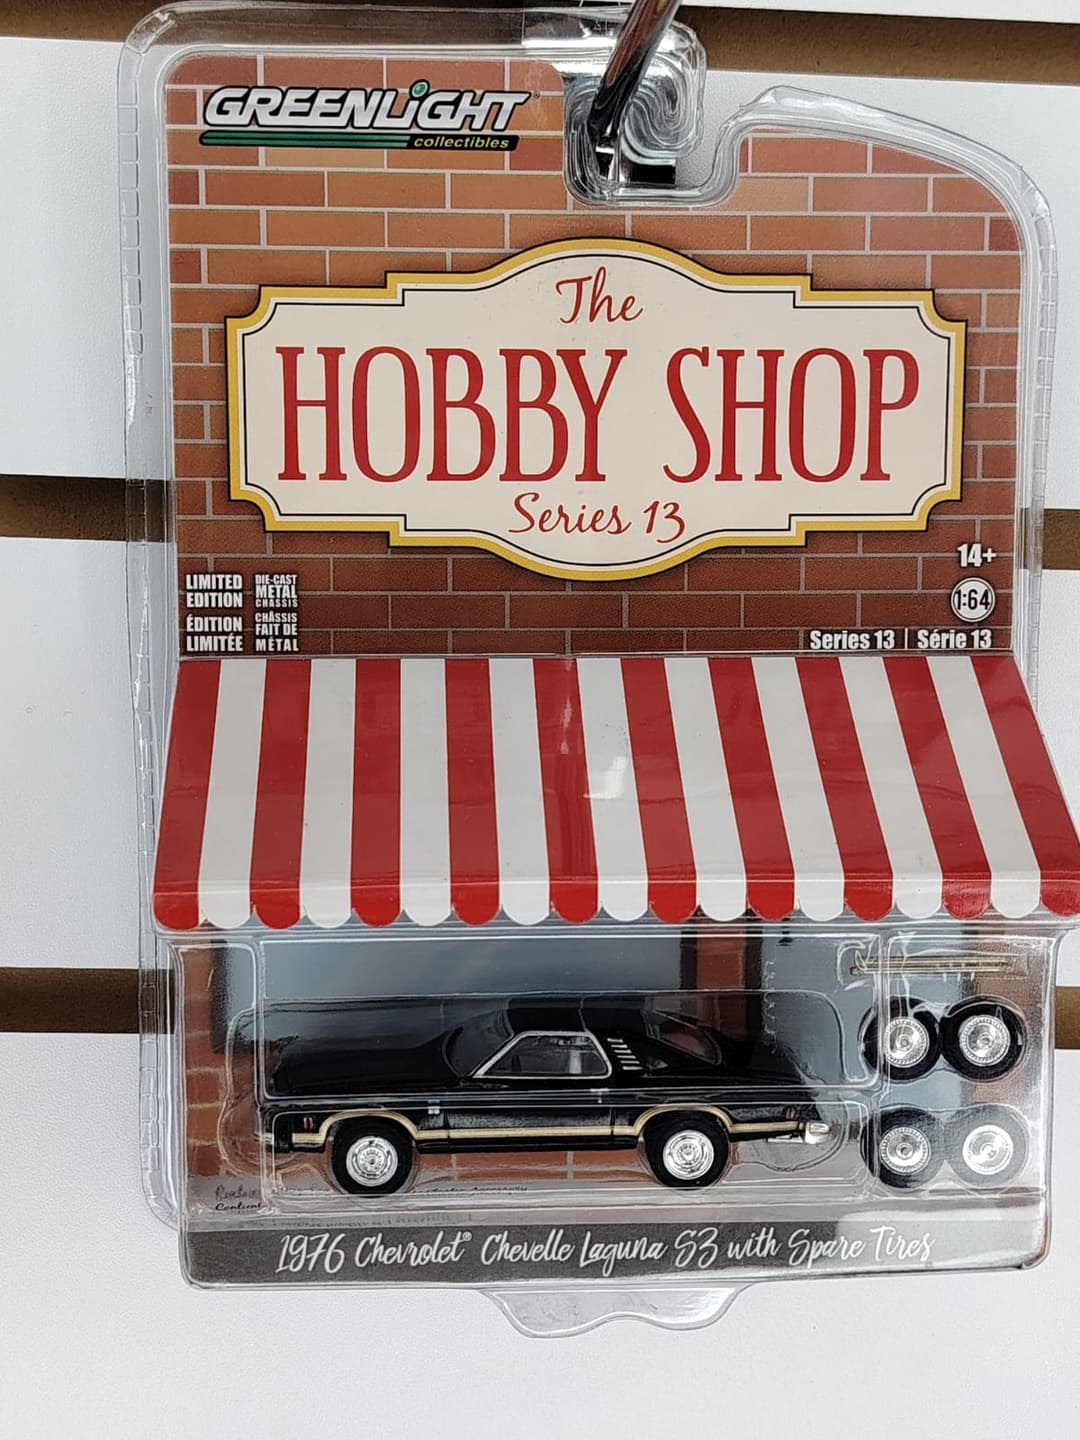 GREENLiGHT
collectibles
The
HOBBY SHOP
Series 13
14+
1:64
LIMITED EDITION
ÉDITION LIMITÉE
DIE-CAST METAL CHASSIS
CHÂSSIS FAIT DE MÉTAL
Series 13 | Série 13
1976 Chevrolet® Chevelle Laguna S3 with Spare Tires